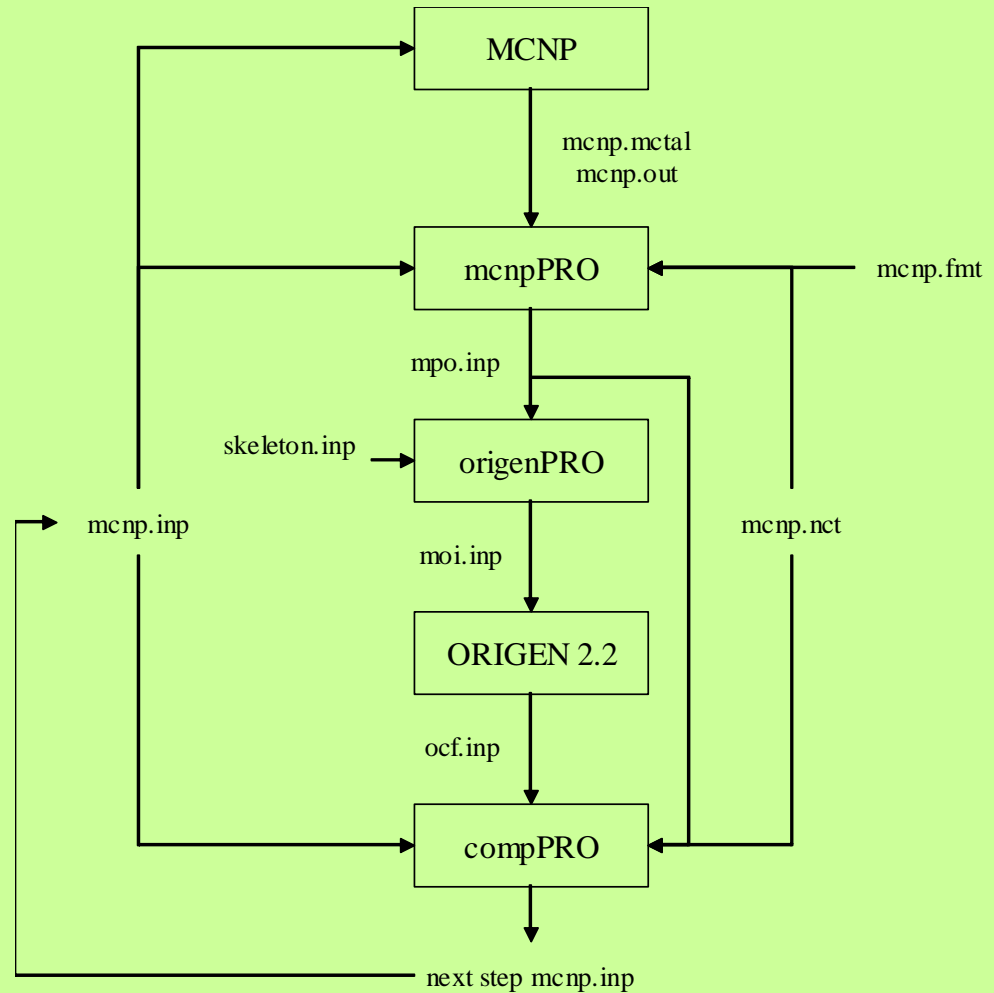 MCNP
mcnp.mctal
mcnp.out
mcnpPRO
mcnp.fmt
mpo.inp
skeleton.inp
origenPRO
mcnp.inp
mcnp.nct
moi.inp
ORIGEN 2.2
ocf.inp
compPRO
next step mcnp.inp